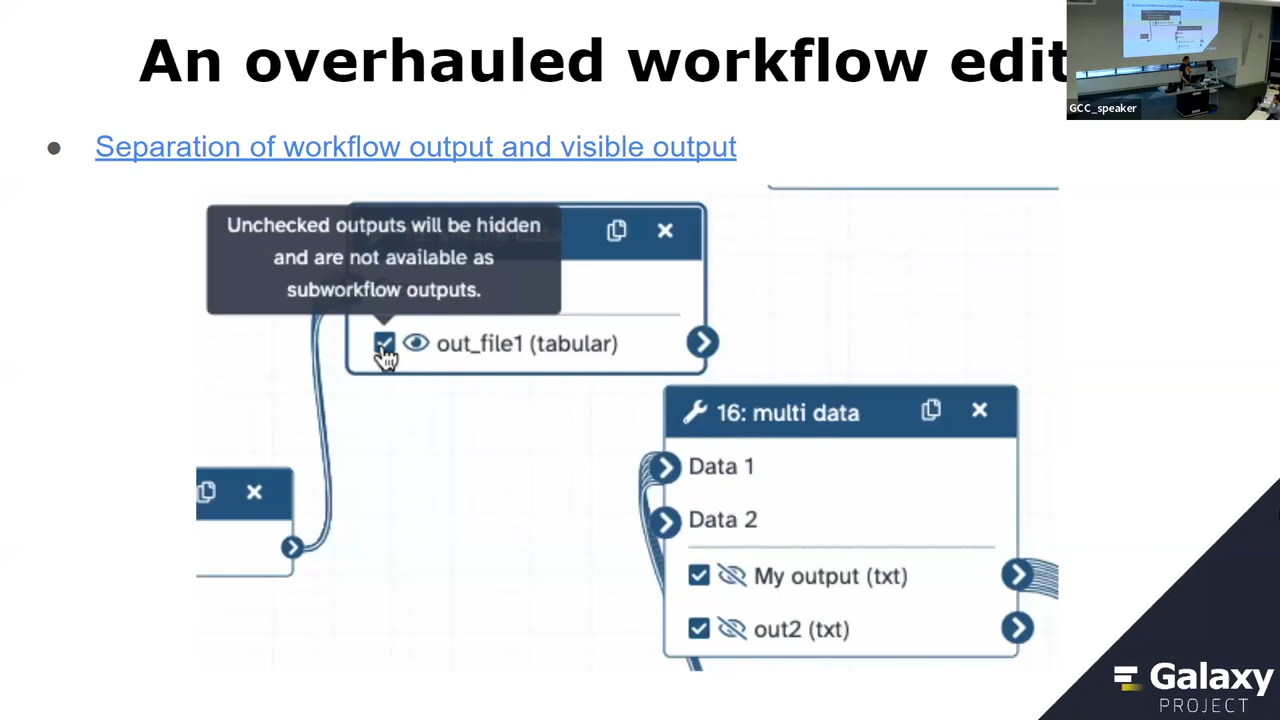 An overhauled workflow edit
GCC_speaker
Separation of workflow output and visible output
Unchecked outputs will be hidden
and are not available as
subworkflow outputs.
out_file1 (tabular)
16: multi data
Data 1
Data 2
My output (txt)
out2 (txt)
Galaxy
PROJECT